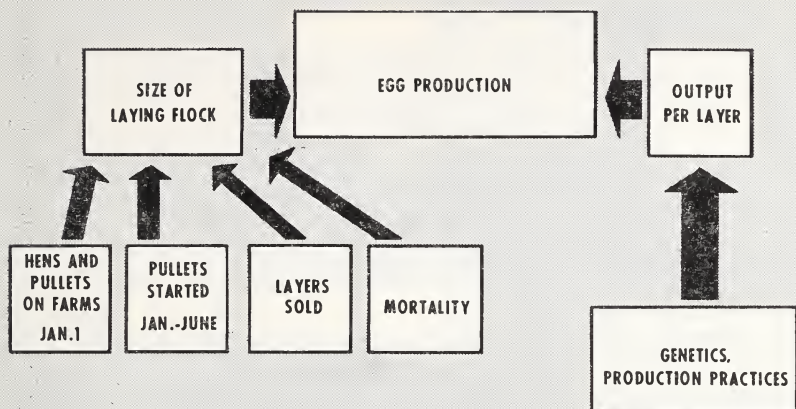 EGG PRODUCTION
SIZE OF
LAYING FLOCK
OUTPUT
PER LAYER
HENS AND
PULLETS
ON FARMS
JAN.1
PULLETS
STARTED
JAN.-JUNE
LAYERS
SOLD
MORTALITY
GENETICS,
PRODUCTION PRACTICES